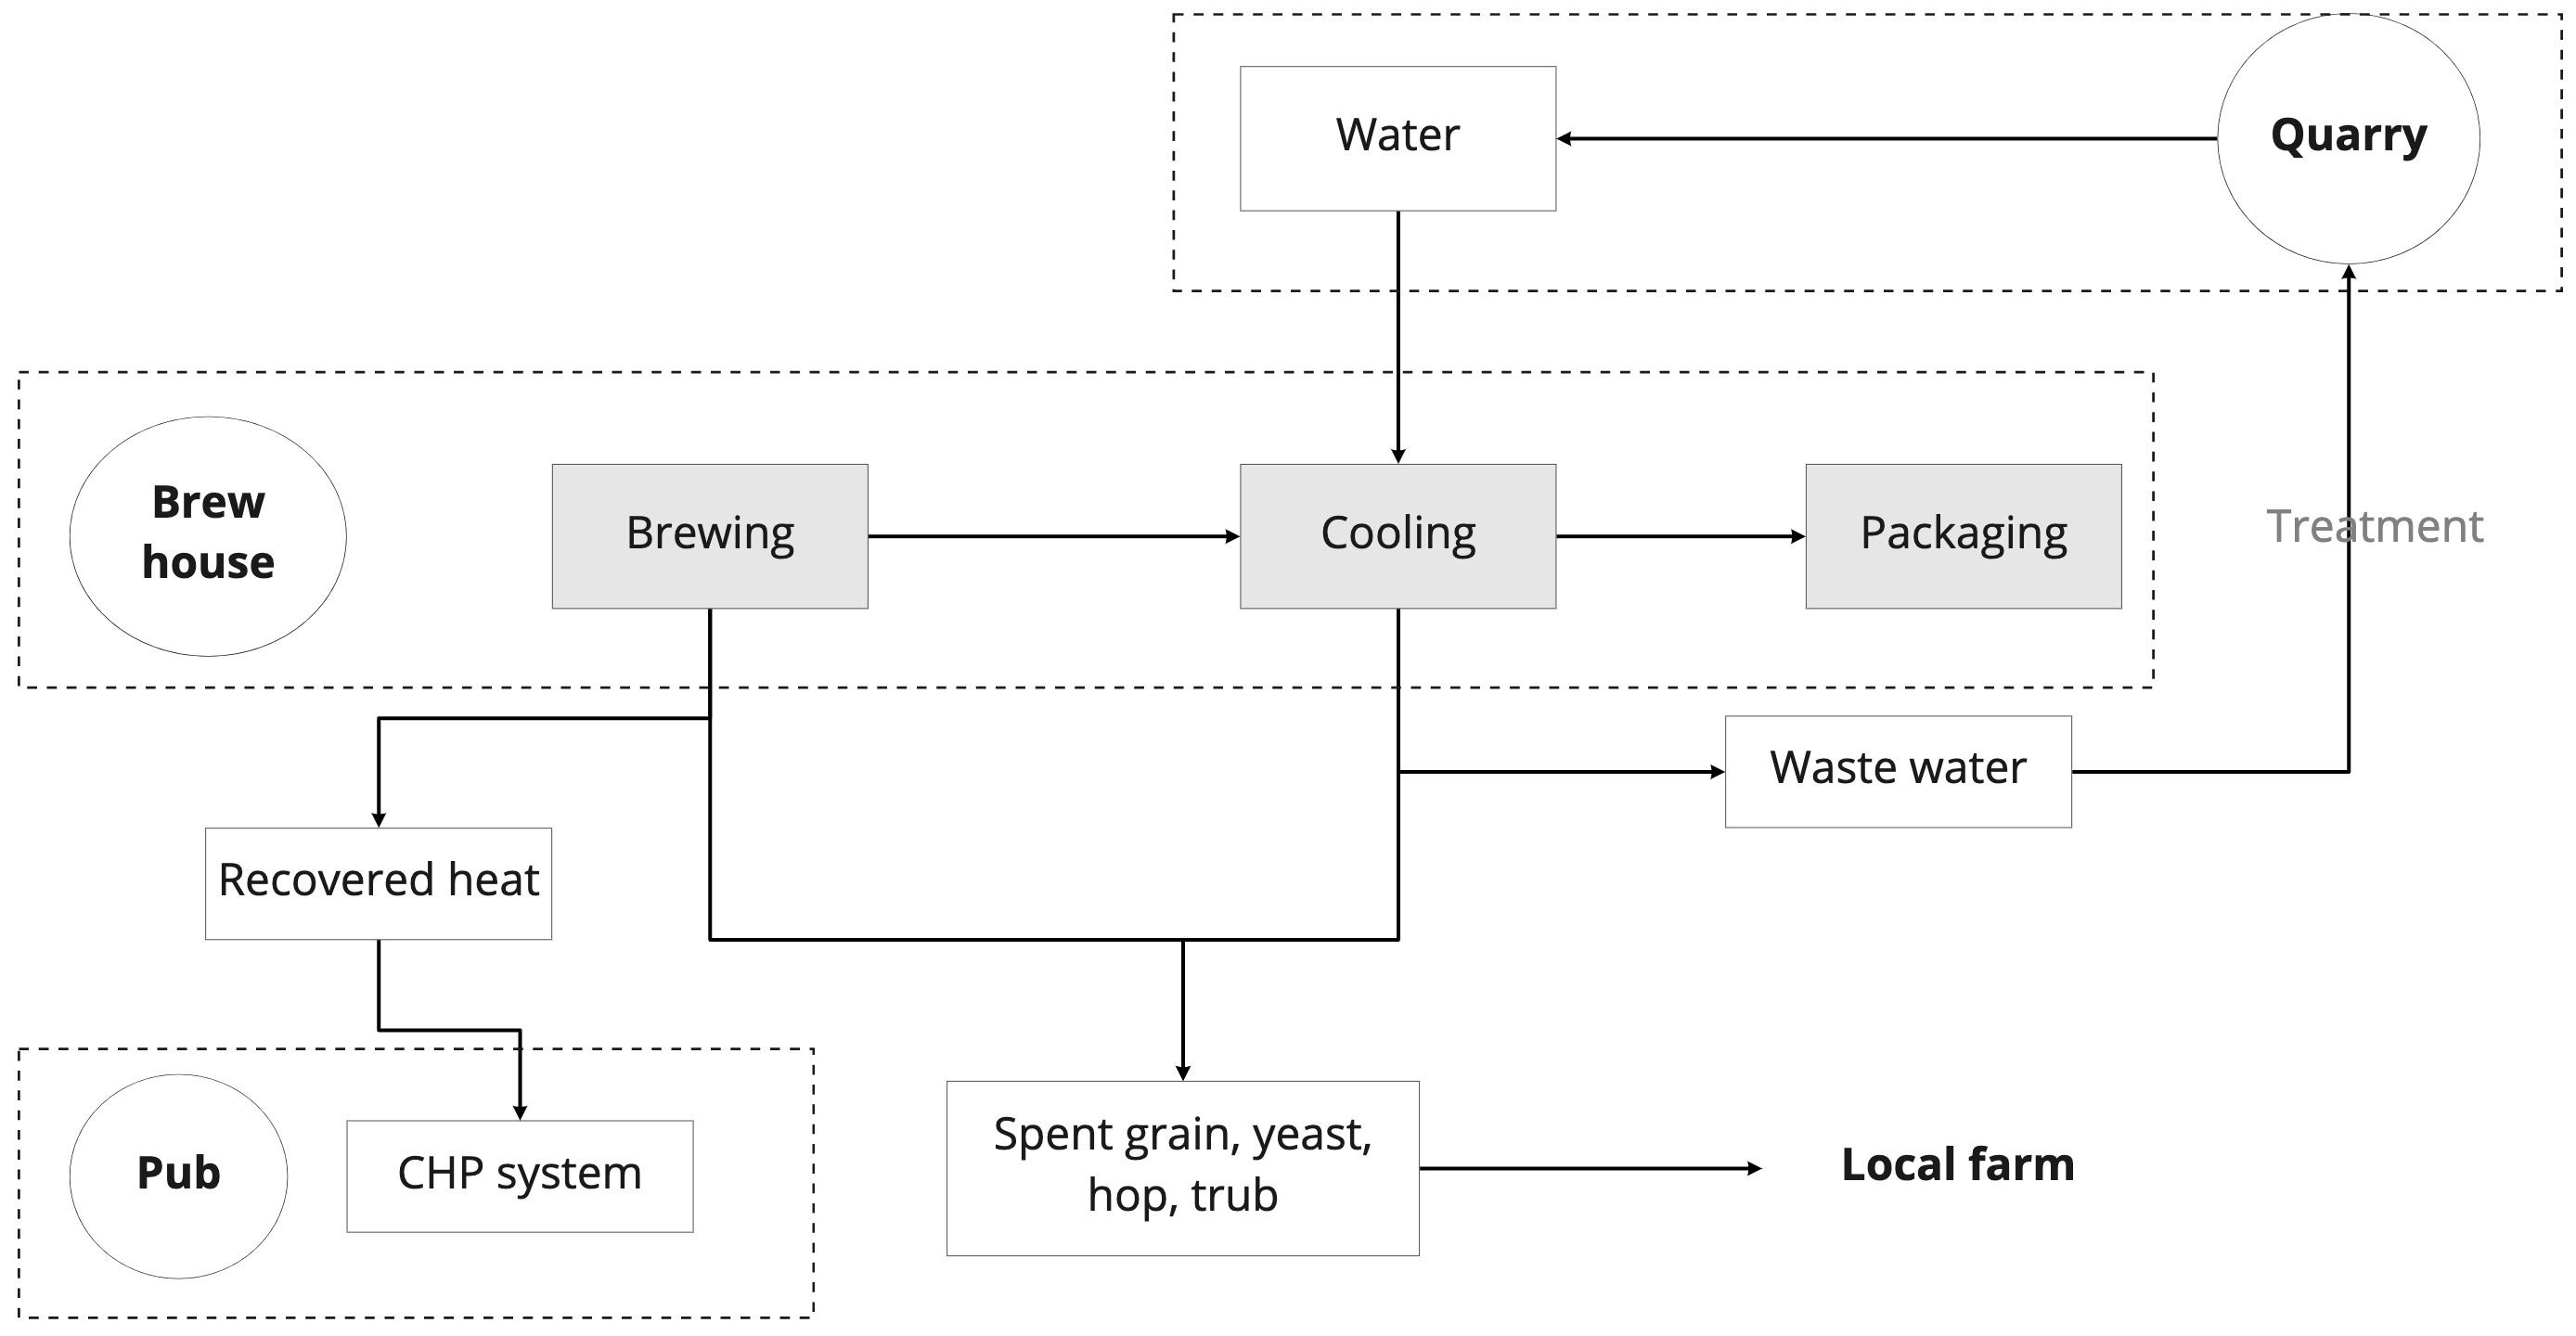 Water
Quarry
Brew
house
Brewing
Cooling
Packaging
Treatment
Waste water
Recovered heat
Pub
CHP system
Spent grain, yeast,
hop, trub
Local farm